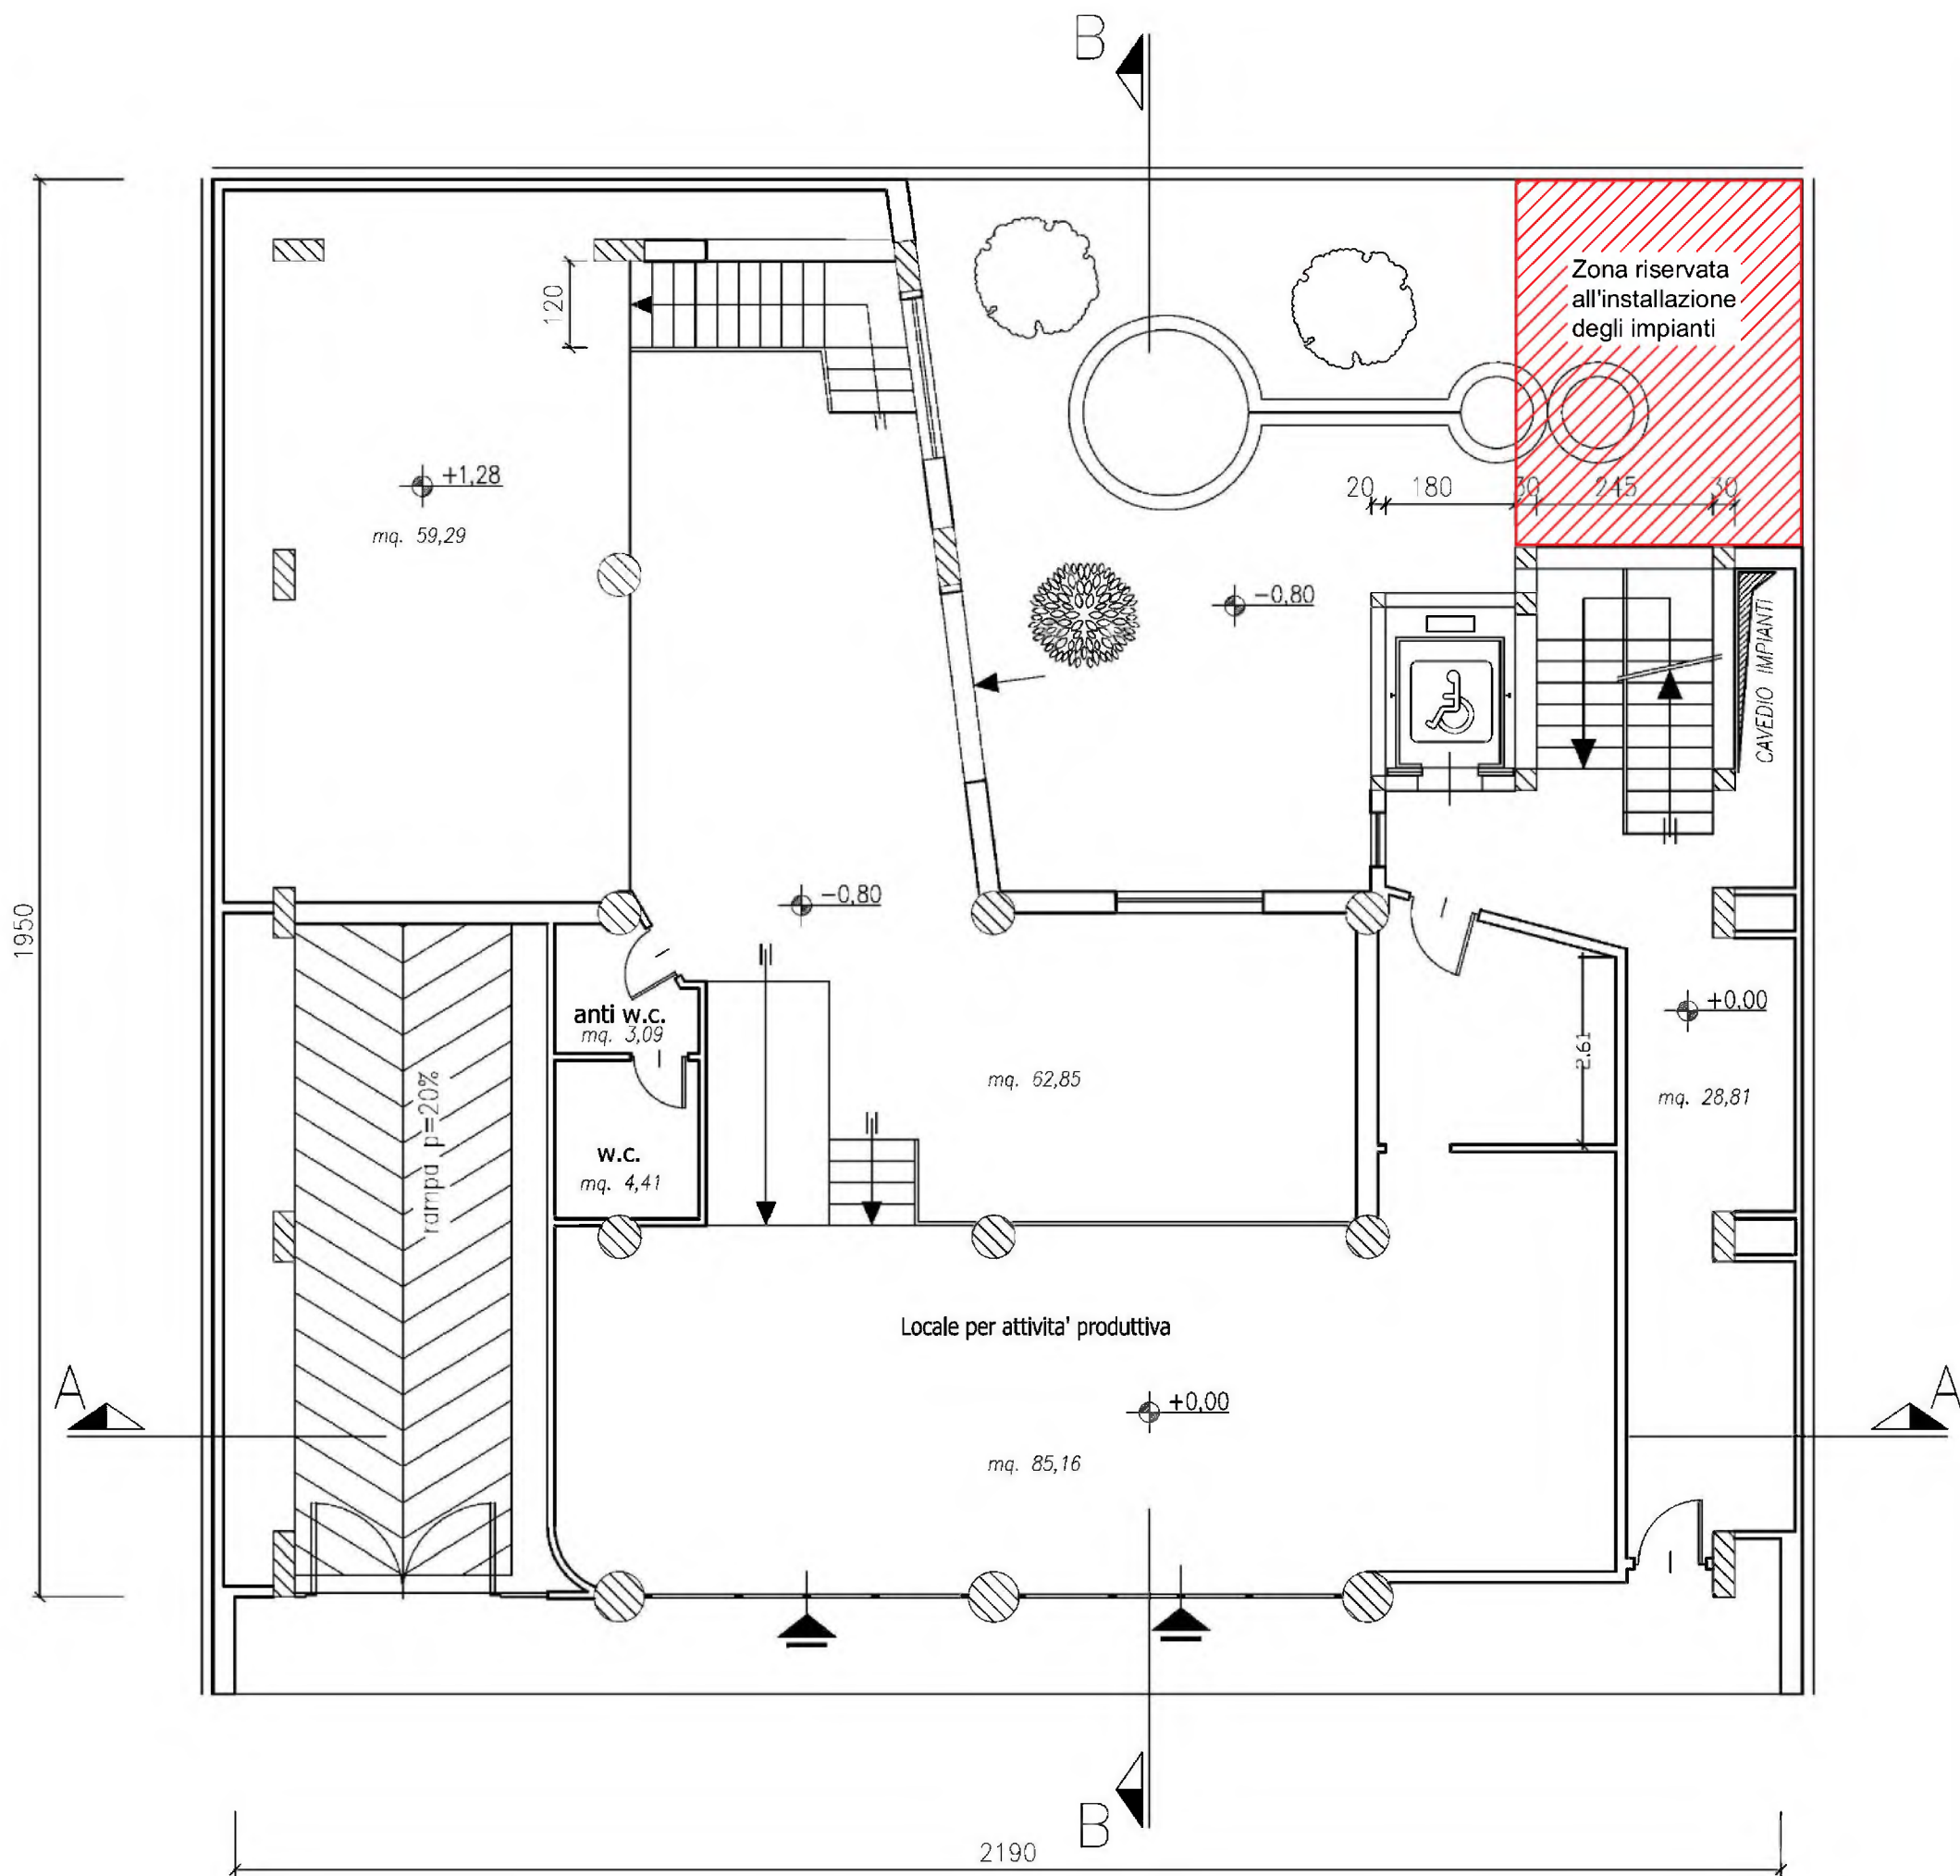 B
Zona riservata
all'installazione
degli impianti
120
+1,28
mq. 59,29
20 180 30 245 30
-0,80
CAVEDIO IMPIANTI
1950
-0,80
anti w.c.
mq. 3,09
+0,00
2.61
mq. 62,85
mq. 28,81
rampa p=20%
w.c.
mq. 4,41
Locale per attivita' produttiva
A
A
+0,00
mq. 85,16
B
2190